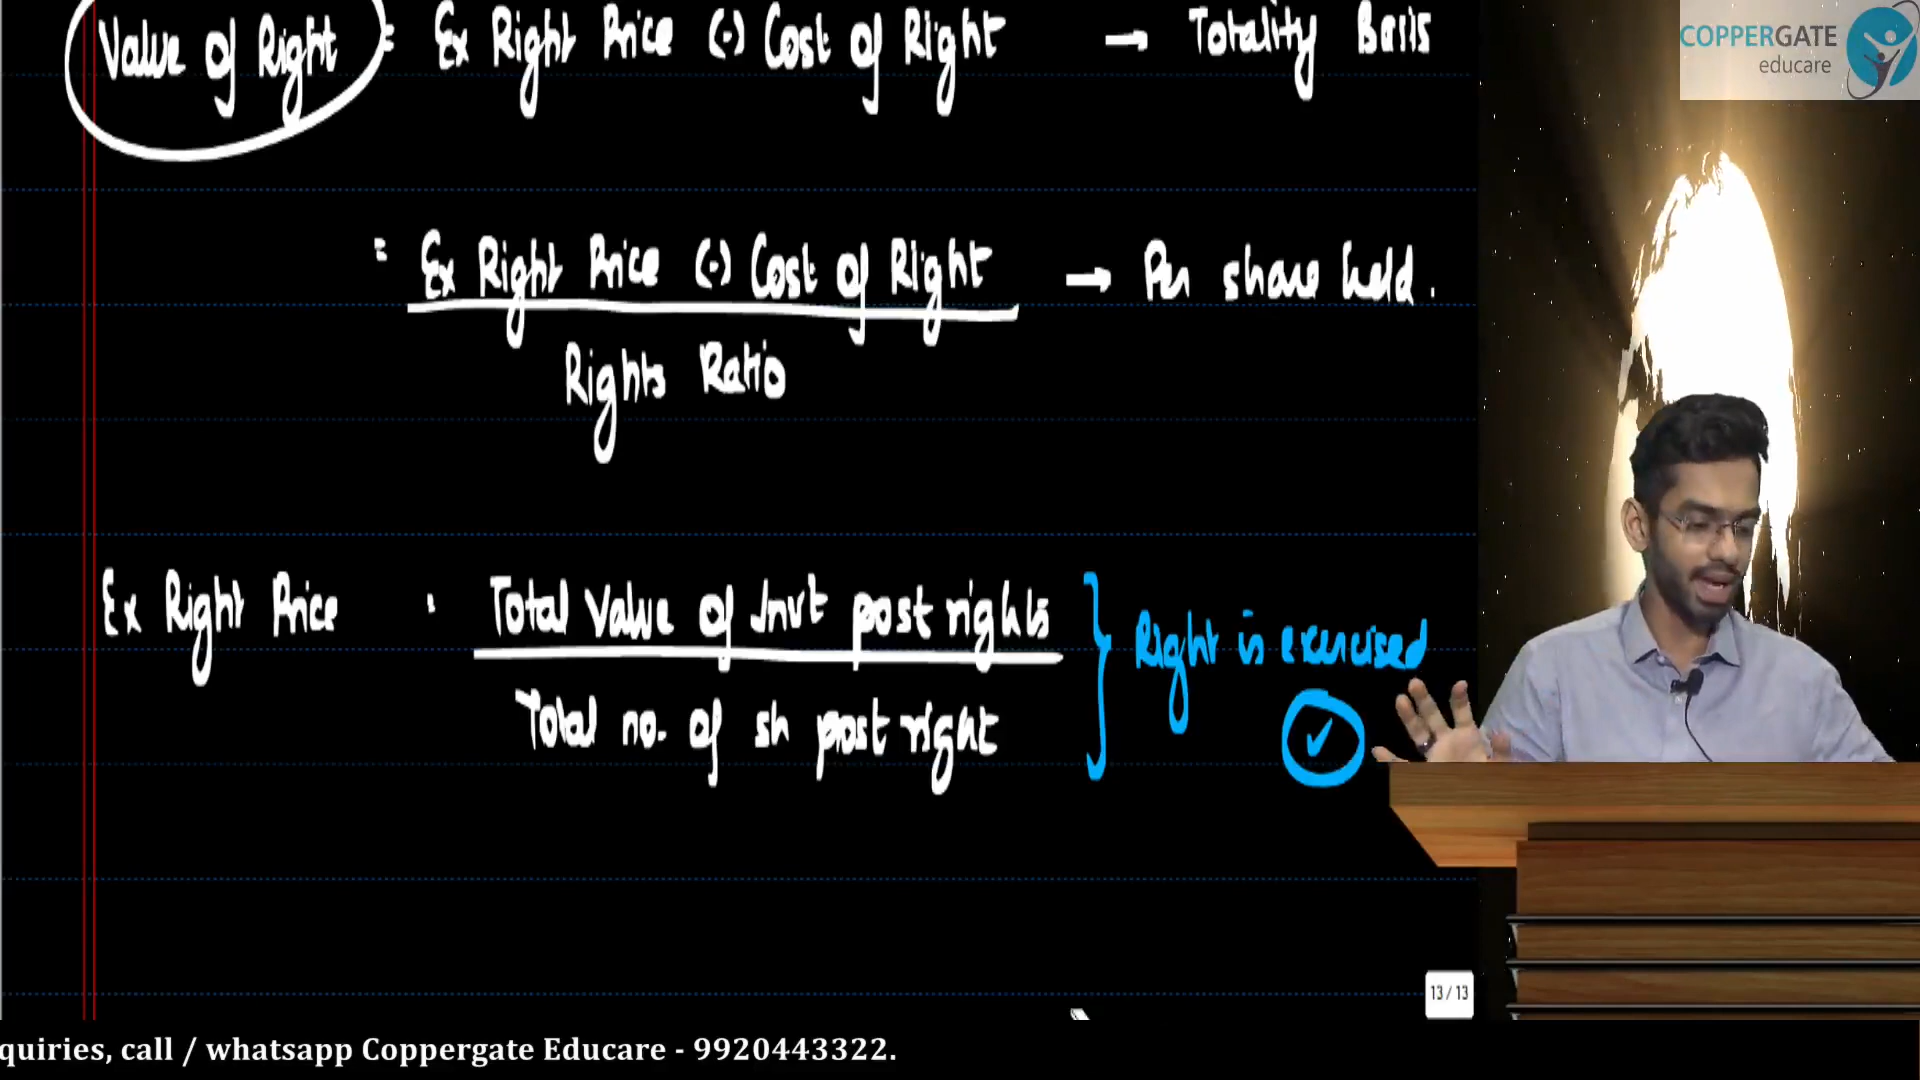 Value of Right = Ex Right Price (-) Cost of Right → Totality Basis
COPPERGATE
educare
= Ex Right Price (-) Cost of Right → Per share held.
Rights Ratio
Ex Right Price : Total Value of Invt post rights
Total no. of sh post right
Right is exercised
✓
13/13
quiries, call / whatsapp Coppergate Educare - 9920443322.